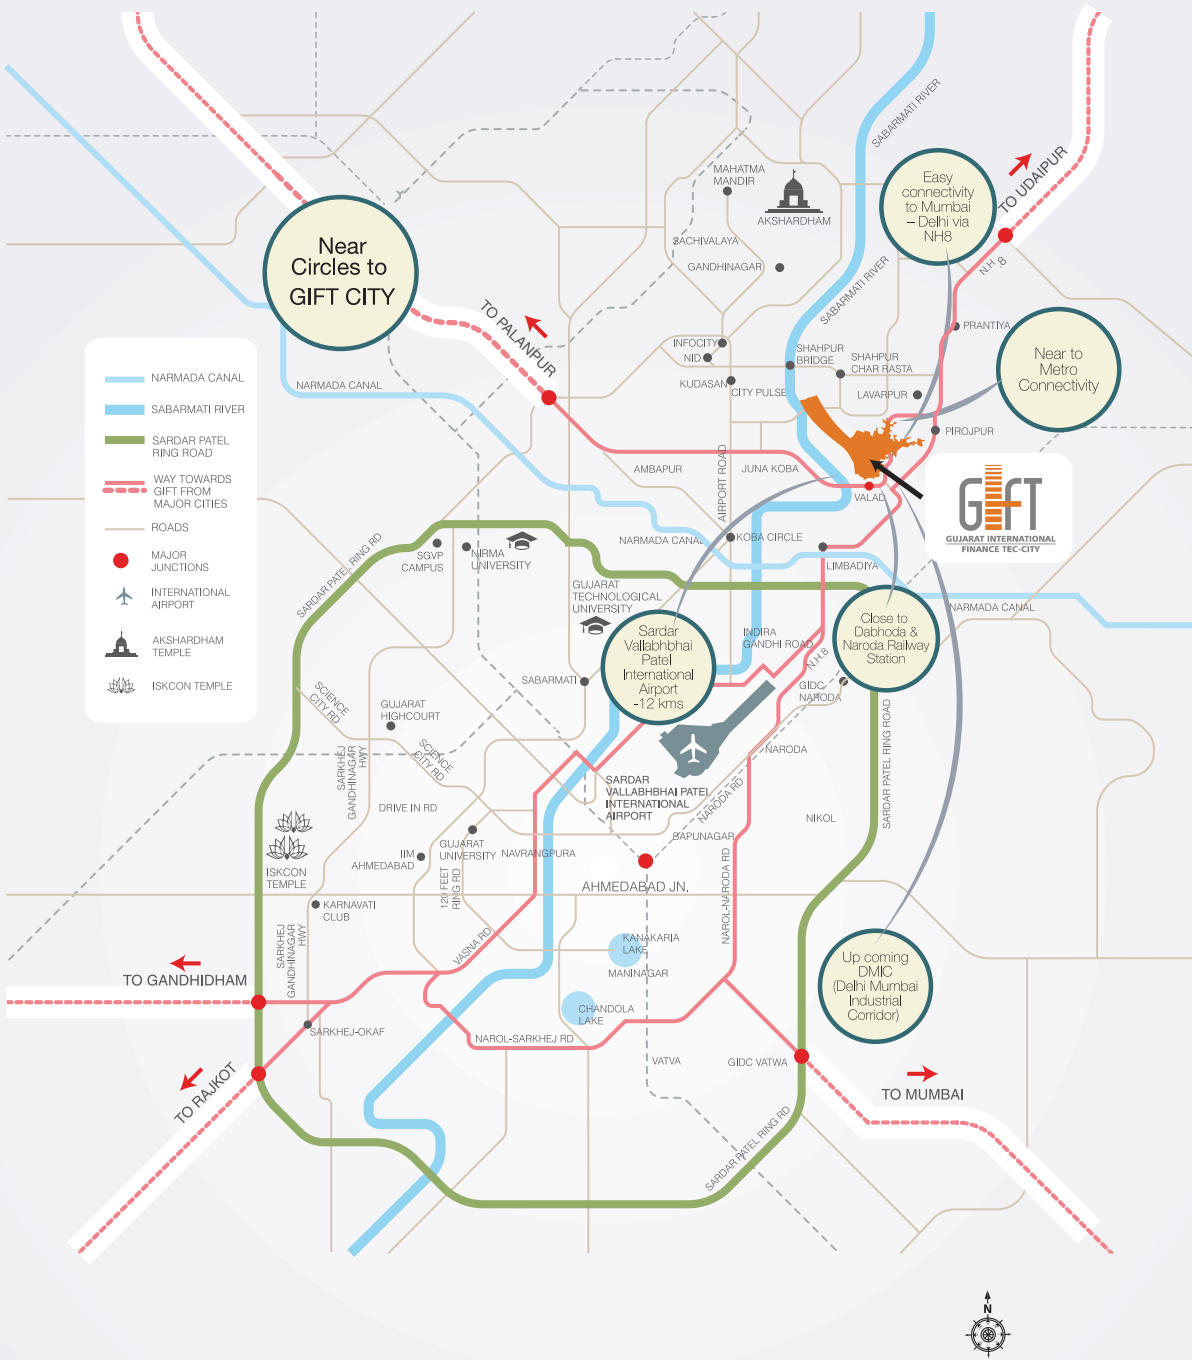 Near
Circles to
GIFT CITY
NARMADA CANAL
SABARMATI RIVER
SARDAR PATEL
RING ROAD
WAY TOWARDS
GIFT FROM
MAJOR CITIES
ROADS
MAJOR
JUNCTIONS
INTERNATIONAL
AIRPORT
AKSHARDHAM
TEMPLE
ISKCON TEMPLE
TO PALANPUR
NARMADA CANAL
MAHATMA
MANDIR
AKSHARDHAM
SACHIVALAYA
GANDHINAGAR
SABARMATI RIVER
SABARMATI RIVER
Easy
connectivity
to Mumbai
– Delhi via
NH8
TO UDAIPUR
N.H. 8
PRANTIYA
INFOCITY
NID
KUDASAN
CITY PULSE
SHAHPUR
BRIDGE
SHAHPUR
CHAR RASTA
LAVARPUR
Near to
Metro
Connectivity
PIROJPUR
AMBAPUR
AIRPORT ROAD
JUNA KOBA
VALAD
GIFT
GUJARAT INTERNATIONAL
FINANCE TEC-CITY
NARMADA CANAL
KOBA CIRCLE
LIMBADIYA
NARMADA CANAL
SARDAR PATEL RING RD
SGVP
CAMPUS
NIRMA
UNIVERSITY
GUJARAT
TECHNOLOGICAL
UNIVERSITY
Sardar
Vallabhbhai
Patel
International
Airport
-12 kms
INDIRA
GANDHI ROAD
N.H.8
Close to
Dabhoda &
Naroda Railway
Station
SABARMATI
GIDC
NARODA
SCIENCE
CITY RD
GUJARAT
HIGHCOURT
SCIENCE
CITY RD
SARKHEJ
GANDHINAGAR
HWY
NARODA
SARDAR
VALLABHBHAI PATEL
INTERNATIONAL
AIRPORT
NARODA RD
SARDAR PATEL RING ROAD
DRIVE IN RD
NIKOL
BAPUNAGAR
ISKCON
TEMPLE
IIM
AHMEDABAD
GUJARAT
UNIVERSITY
NAVRANGPURA
120 FEET
RING RD
AHMEDABAD JN.
NAROL-NARODA RD
KARNAVATI
CLUB
SARKHEJ
GANDHINAGAR
HWY
VASNA RD
KANAKARIA
LAKE
MANINAGAR
CHANDOLA
LAKE
Up coming
DMIC
(Delhi Mumbai
Industrial
Corridor)
TO GANDHIDHAM
SARKHEJ-OKAF
NAROL-SARKHEJ RD
VATVA
GIDC VATWA
TO RAJKOT
TO MUMBAI
SARDAR PATEL RING RD
N